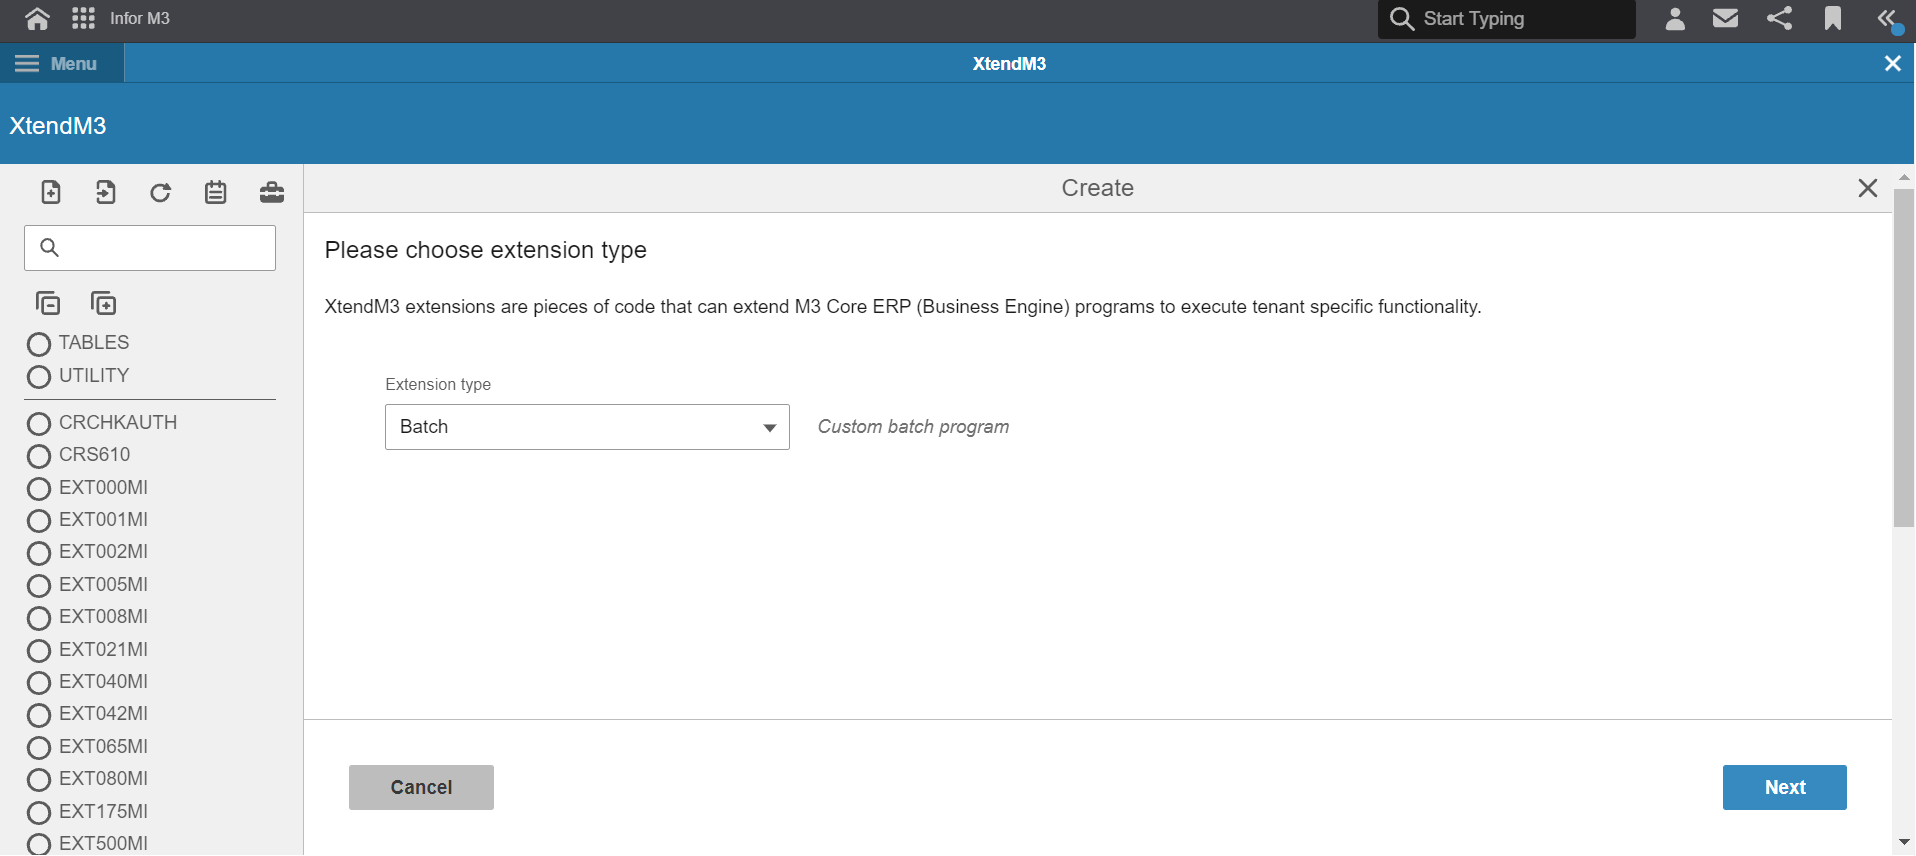 Infor M3
Start Typing
Menu
XtendM3
XtendM3
Create
Please choose extension type
XtendM3 extensions are pieces of code that can extend M3 Core ERP (Business Engine) programs to execute tenant specific functionality.
Extension type
Batch
Custom batch program
TABLES
UTILITY
CRCHKAUTH
CRS610
EXT000MI
EXT001MI
EXT002MI
EXT005MI
EXT008MI
EXT021MI
EXT040MI
EXT042MI
EXT065MI
EXT080MI
EXT175MI
EXT500MI
Cancel
Next